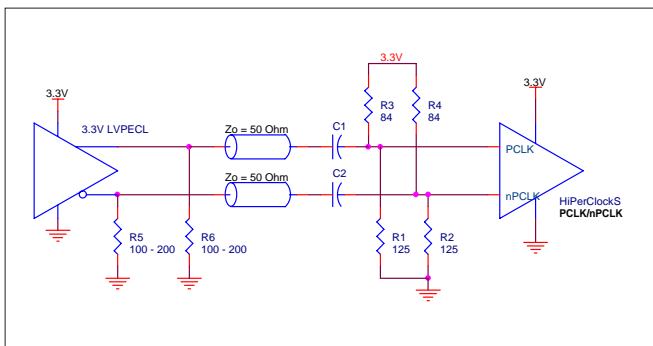 3.3V
3.3V
3.3V
3.3V LVPECL
Zo = 50 Ohm
C1
R3
84
R4
84
PCLK
Zo = 50 Ohm
C2
nPCLK
HiPerClockS
PCLK/nPCLK
R5
100 - 200
R6
100 - 200
R1
125
R2
125